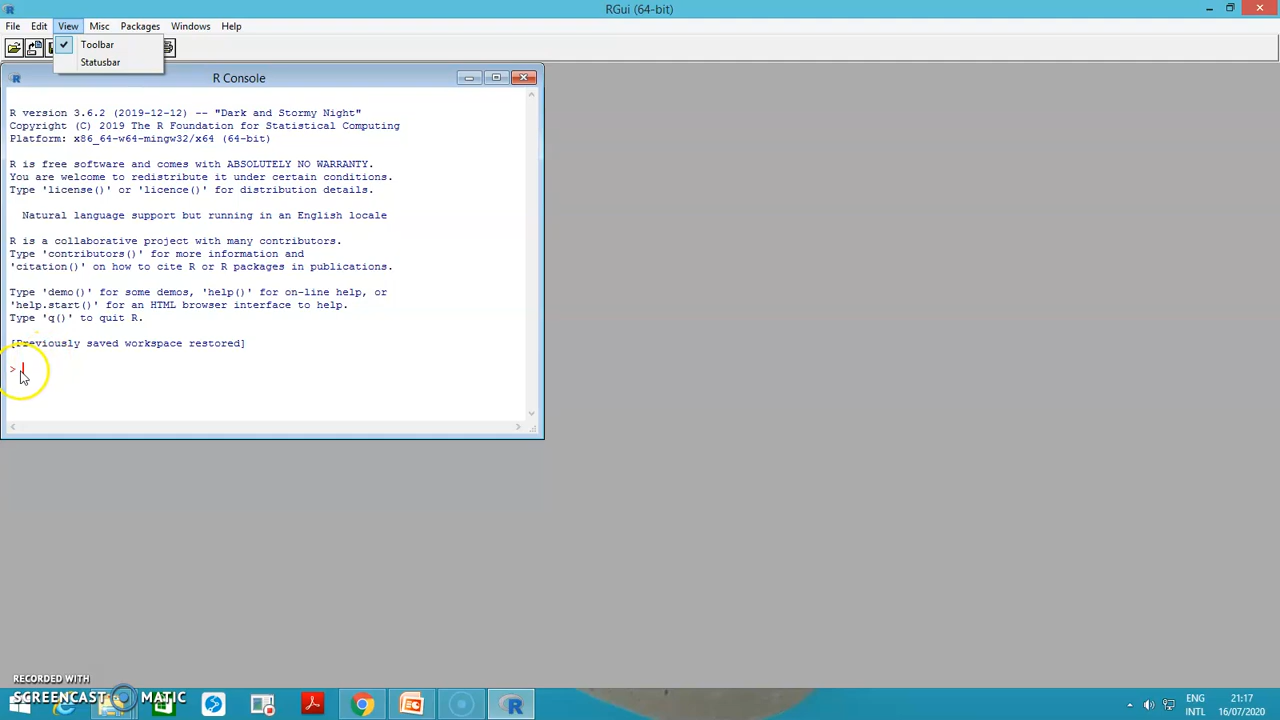 RGui (64-bit)
File Edit View Misc Packages Windows Help
Toolbar
Statusbar
R Console
R version 3.6.2 (2019-12-12) -- "Dark and Stormy Night"
Copyright (C) 2019 The R Foundation for Statistical Computing
Platform: x86_64-w64-mingw32/x64 (64-bit)
R is free software and comes with ABSOLUTELY NO WARRANTY.
You are welcome to redistribute it under certain conditions.
Type 'license()' or 'licence()' for distribution details.
Natural language support but running in an English locale
R is a collaborative project with many contributors.
Type 'contributors()' for more information and
'citation()' on how to cite R or R packages in publications.
Type 'demo()' for some demos, 'help()' for on-line help, or
'help.start()' for an HTML browser interface to help.
Type 'q()' to quit R.
[Previously saved workspace restored]
>
RECORDED WITH
SCREENCAST MATIC
ENG 21:17
INTL 16/07/2020